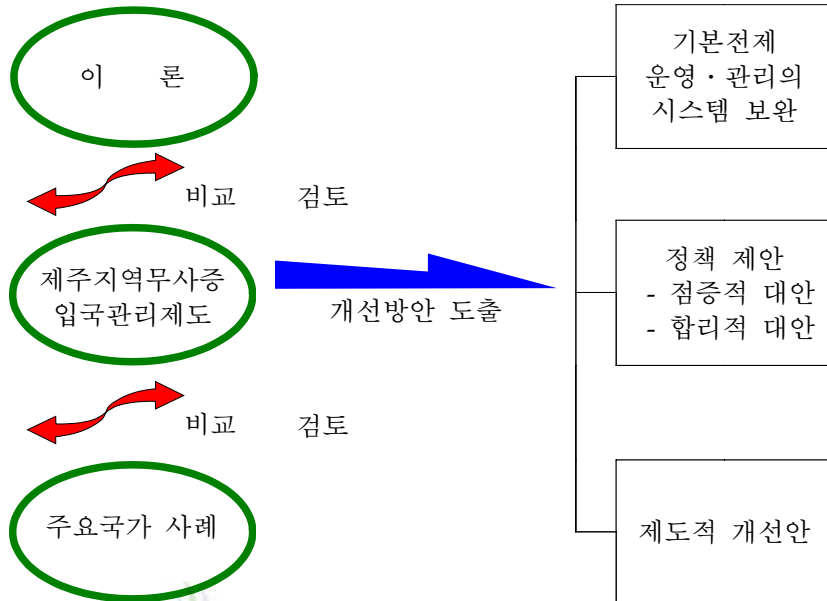 이 론
비교 검토
제주지역무사증
입국관리제도
비교 검토
주요국가 사례
개선방안 도출
기본전제
운영·관리의
시스템 보완
정책 제안
- 점증적 대안
- 합리적 대안
제도적 개선안